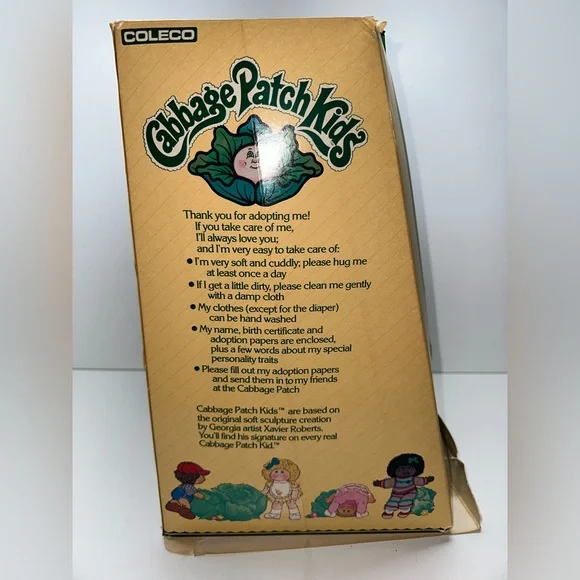 COLECO
Cabbage Patch Kids
Thank you for adopting me!
If you take care of me,
I'll always love you;
and I'm very easy to take care of:
• I'm very soft and cuddly; please hug me
at least once a day
• If I get a little dirty, please clean me gently
with a damp cloth
• My clothes (except for the diaper)
can be hand washed
• My name, birth certificate and
adoption papers are enclosed,
plus a few words about my special
personality traits
• Please fill out my adoption papers
and send them in to my friends
at the Cabbage Patch
Cabbage Patch Kids™ are based on
the original soft sculpture creation
by Georgia artist Xavier Roberts.
You'll find his signature on every real
Cabbage Patch Kid.™